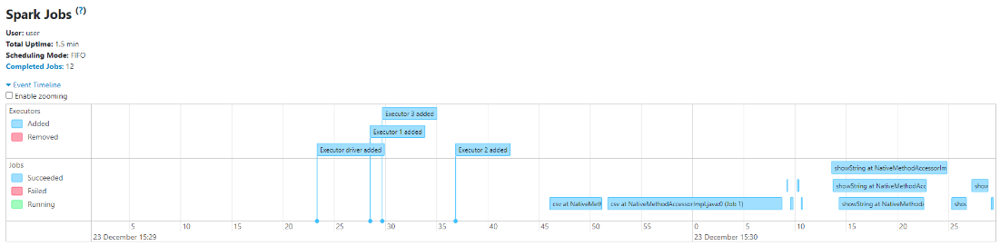 Spark Jobs (?)
User: user
Total Uptime: 1.5 min
Scheduling Mode: FIFO
Completed Jobs: 12
Event Timeline
Enable zooming
Executors
Added
Removed
Executor 3 added
Executor 1 added
Executor driver added
Executor 2 added
Jobs
Succeeded
Failed
Running
showString at NativeMethodAccessorIm
showString at NativeMethodAcc
show
csv at NativeMeth
csv at NativeMethodAccessorImpl.java:0 (Job 1)
showString at NativeMethod
show
5 10 15 20 25 30 35 40 45 50 55 0 5 10 15 20 25
23 December 15:29
23 December 15:30